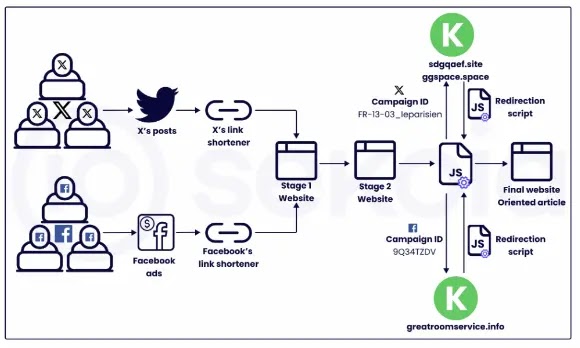 K
sdgqaef.site
ggspace.space
X
Campaign ID
FR-13-03_leparisien
JS
Redirection
script
X's posts
X's link
shortener
Stage 1
Website
Stage 2
Website
JS
Final website
Oriented article
Facebook
ads
Facebook's
link shortener
Campaign ID
9Q34TZDV
JS
Redirection
script
K
greatroomservice.info